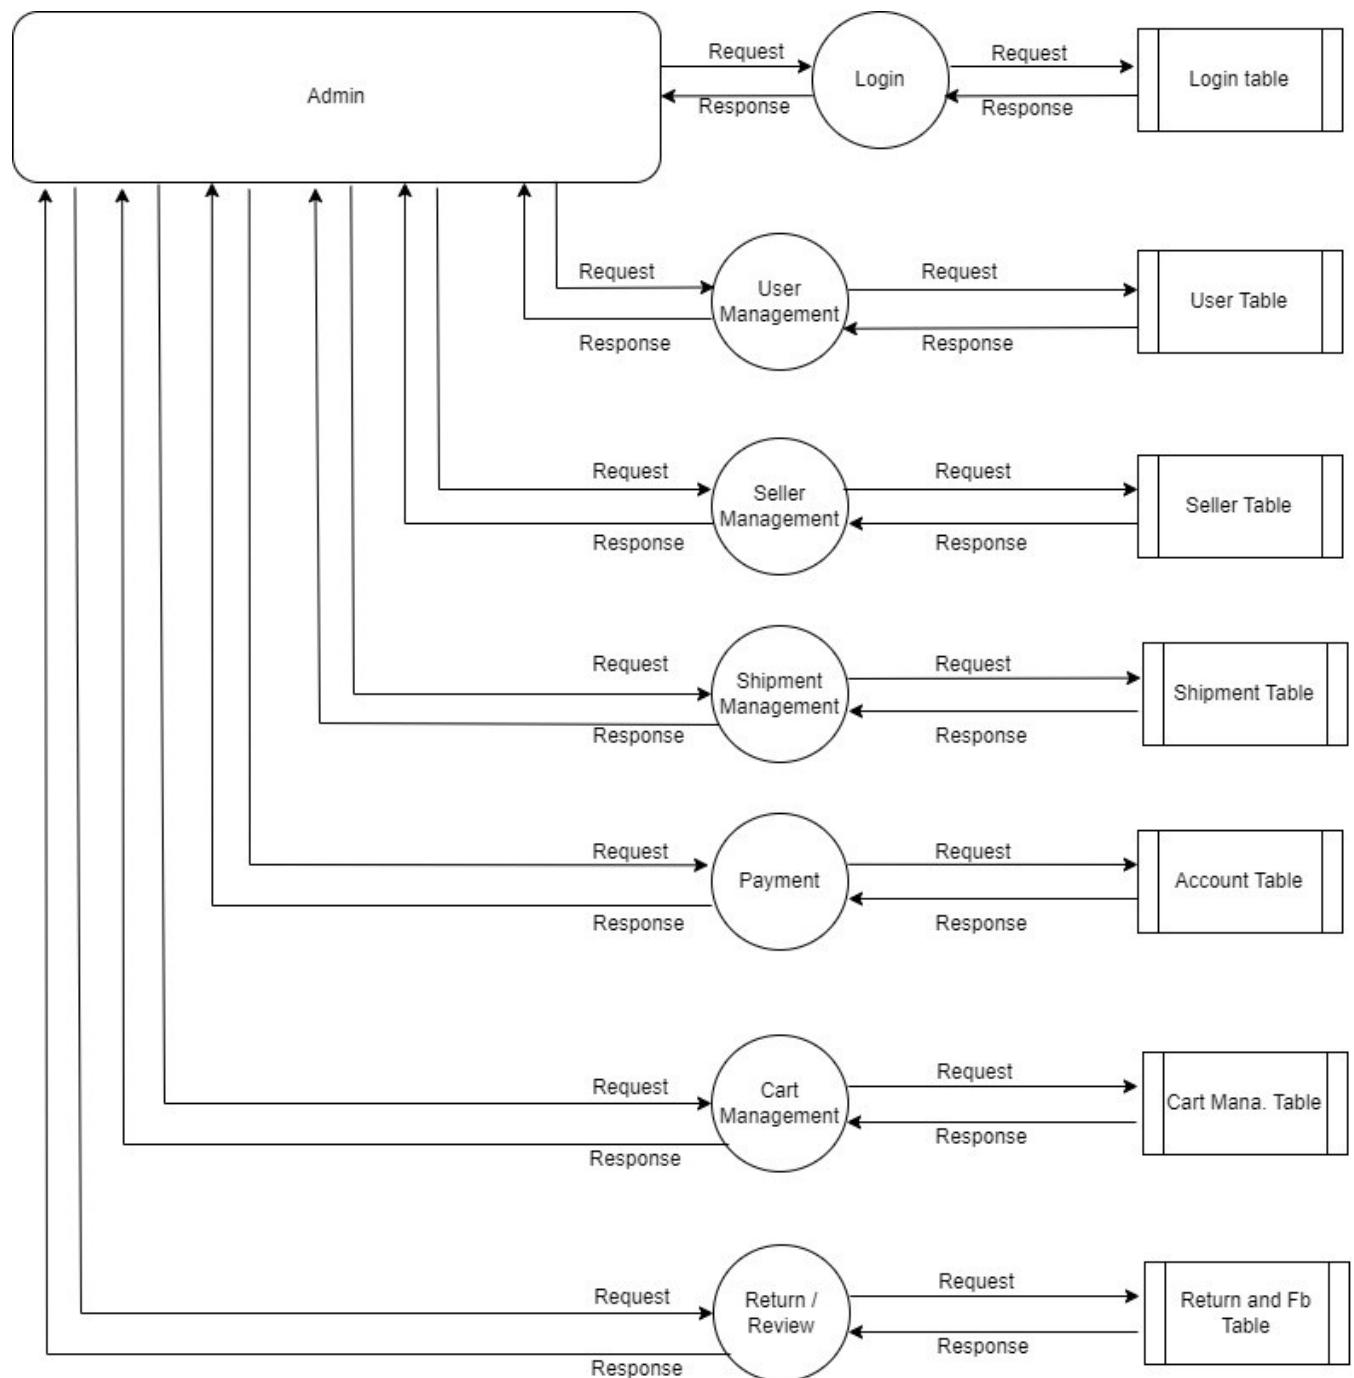 Request
Request
Admin
Login
Login table
Response
Response
Request
Request
User
Management
User Table
Response
Response
Request
Request
Seller
Management
Seller Table
Response
Response
Request
Request
Shipment
Management
Shipment Table
Response
Response
Request
Request
Payment
Account Table
Response
Response
Request
Request
Cart
Management
Cart Mana. Table
Response
Response
Request
Request
Return /
Review
Return and Fb
Table
Response
Response